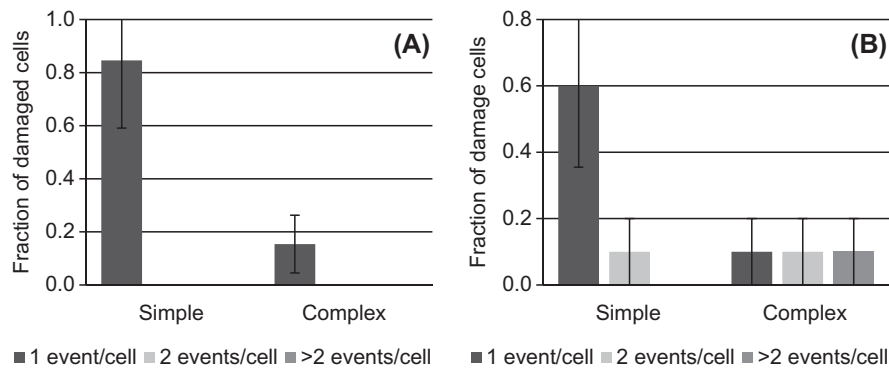 (A)
Fraction of damaged cells
1.0
0.8
0.6
0.4
0.2
0.0
Simple Complex
■ 1 event/cell ■ 2 events/cell ■ >2 events/cell
(B)
Fraction of damage cells
0.8
0.6
0.4
0.2
0.0
Simple Complex
■ 1 event/cell ■ 2 events/cell ■ >2 events/cell